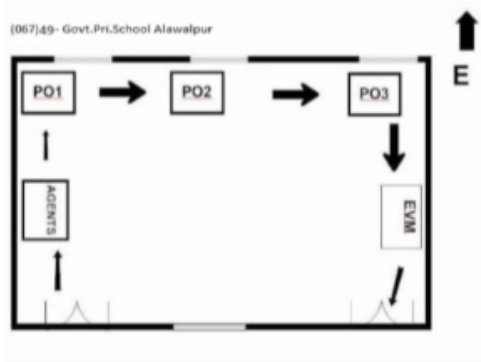 (067)49- Govt.Pri.School Alawalpur
E
PO1
PO2
PO3
AGENTS
EVM